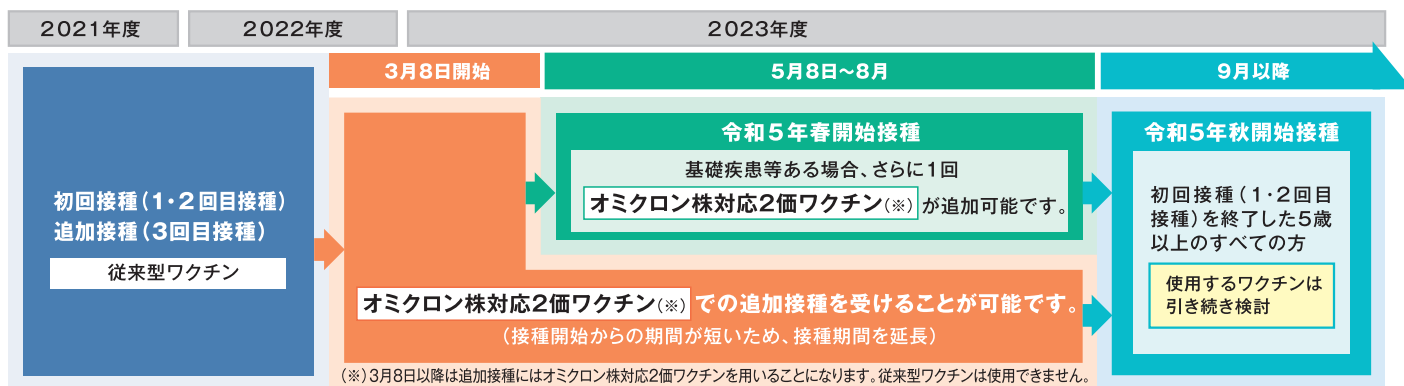 2021年度
2022年度
2023年度
3月8日開始
5月8日～8月
9月以降
初回接種（1・2回目接種）
追加接種（3回目接種）
従来型ワクチン
令和5年春開始接種
基礎疾患等ある場合、さらに1回
オミクロン株対応2価ワクチン（※）が追加可能です。
オミクロン株対応2価ワクチン（※）での追加接種を受けることが可能です。
（接種開始からの期間が短いため、接種期間を延長）
令和5年秋開始接種
初回接種（1・2回目
接種）を終了した5歳
以上のすべての方
使用するワクチンは
引き続き検討
（※）3月8日以降は追加接種にはオミクロン株対応2価ワクチンを用いることになります。従来型ワクチンは使用できません。